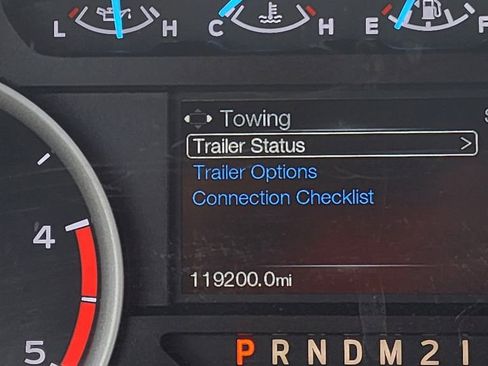 L H C H E F
Towing
Trailer Status >
Trailer Options
Connection Checklist
4
119200.0mi
5
P R N D M 2 1